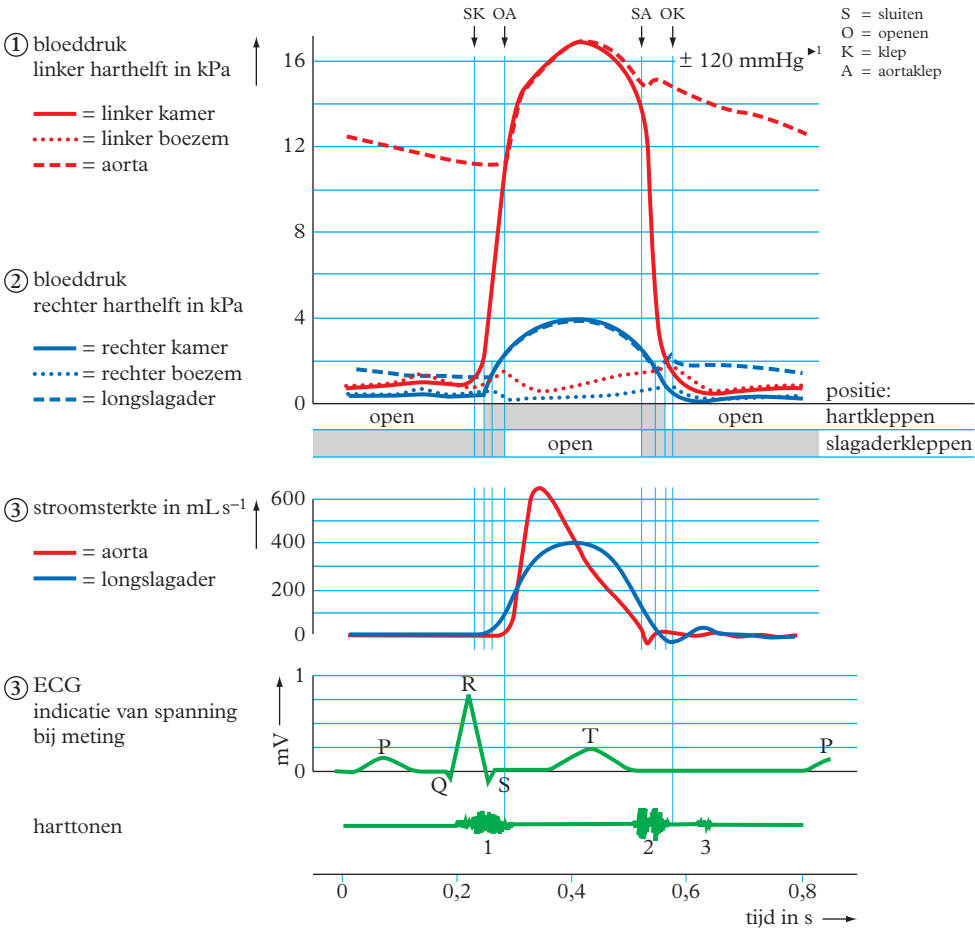 SK OA SA OK
S = sluiten
O = openen
K = klep
A = aortaklep
① bloeddruk
linker harthelft in kPa
= linker kamer
= linker boezem
= aorta
16
12
8
4
0
± 120 mmHg ►1
② bloeddruk
rechter harthelft in kPa
= rechter kamer
= rechter boezem
= longslagader
positie:
open open hartkleppen
open slagaderkleppen
③ stroomsterkte in mL s–1
= aorta
= longslagader
600
400
200
0
③ ECG
indicatie van spanning
bij meting
mV
1
0
P Q R S T P
harttonen
1 2 3
0 0,2 0,4 0,6 0,8
tijd in s